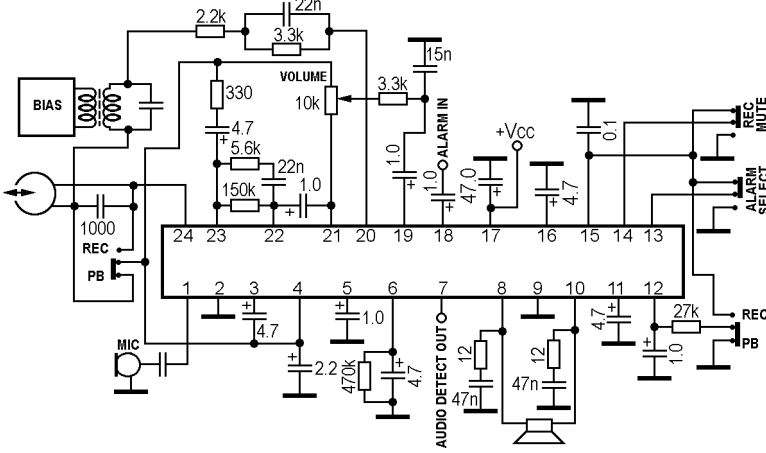 22n
2.2k
3.3k
15n
BIAS
330
VOLUME
10k
3.3k
ALARM IN
+VCC
0.1
REC
MUTE
4.7
+
5.6k
22n
150k
1.0
+
1.0
+
1.0
+
47.0
+
4.7
+
ALARM
SELECT
1000
REC
PB
24 23 22 21 20 19 18 17 16 15 14 13
1 2 3 4 5 6 7 8 9 10 11 12
+
4.7
+
2.2
+
1.0
470k
+
4.7
AUDIO DETECT OUT
12
47n
12
47n
4.7
+
27k
+
1.0
REC
PB
MIC